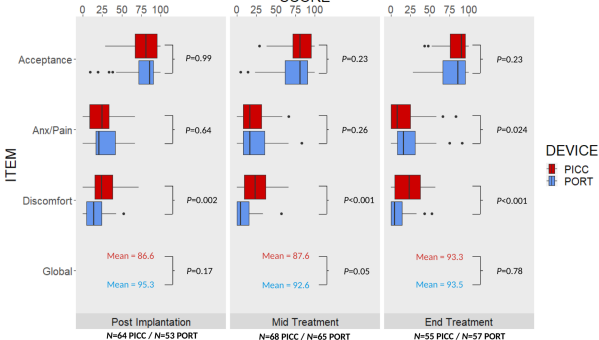 SCORE
0 25 50 75 100 0 25 50 75 100 0 25 50 75 100
Acceptance P=0.99 P=0.23 P=0.23
Anx/Pain P=0.64 P=0.26 P=0.024
ITEM
DEVICE
PICC
PORT
Discomfort P=0.002 P<0.001 P<0.001
Mean = 86.6 Mean = 87.6 Mean = 93.3
Global P=0.17 P=0.05 P=0.78
Mean = 95.3 Mean = 92.6 Mean = 93.5
Post Implantation Mid Treatment End Treatment
N=64 PICC / N=53 PORT N=68 PICC / N=65 PORT N=55 PICC / N=57 PORT